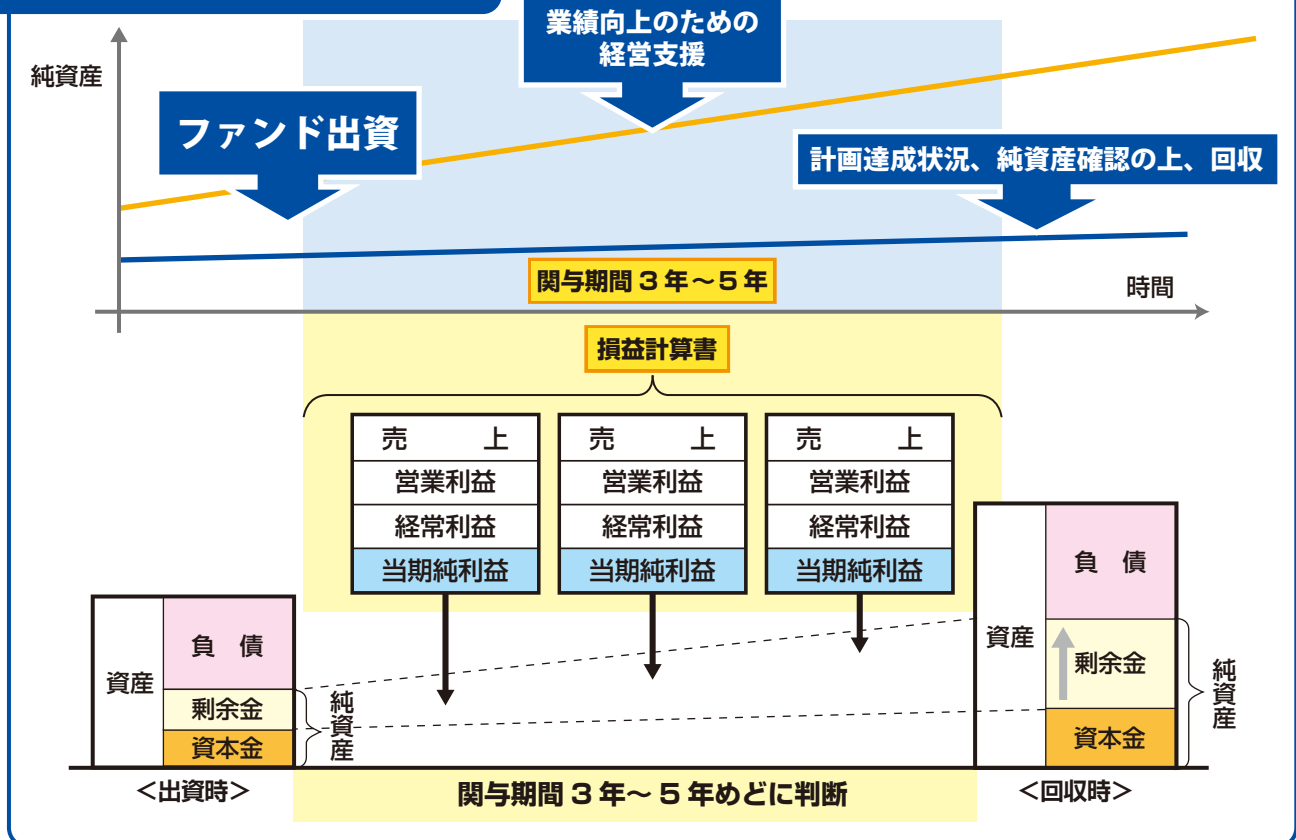 業績向上のための
経営支援
純資産
ファンド出資
計画達成状況、純資産確認の上、回収
関与期間3年～5年
時間
損益計算書
売　上
営業利益
経常利益
当期純利益
売　上
営業利益
経常利益
当期純利益
売　上
営業利益
経常利益
当期純利益
資産
負　債
剰余金
資本金
純資産
資産
負　債
剰余金
資本金
純資産
＜出資時＞
関与期間3年～5年めどに判断
＜回収時＞